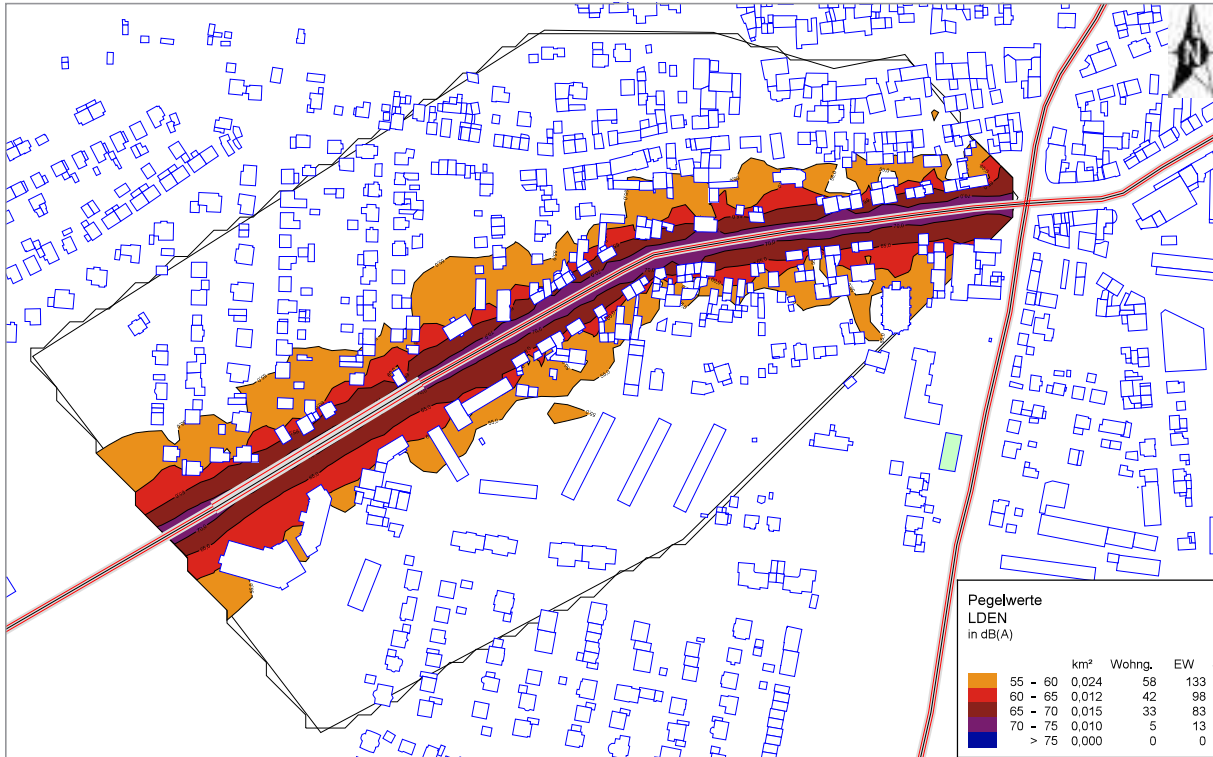 N
Pegelwerte
LDEN
in dB(A)
km² Wohng. EW
55 - 60 0,024 58 133
60 - 65 0,012 42 98
65 - 70 0,015 33 83
70 - 75 0,010 5 13
> 75 0,000 0 0